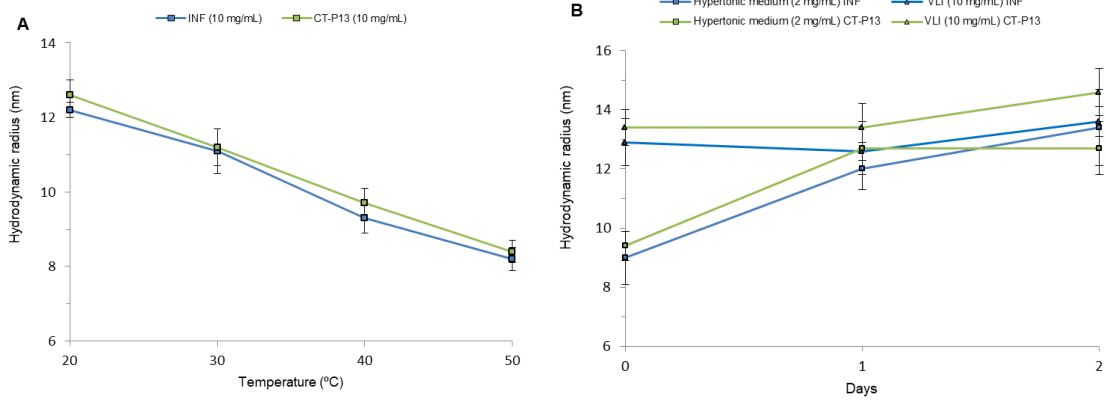 A
INF (10 mg/mL) CT-P13 (10 mg/mL)
14
12
10
8
6
Hydrodynamic radius (nm)
20 30 40 50
Temperature (ºC)
B
Hypertonic medium (2 mg/mL) INF VLI (10 mg/mL) INF
Hypertonic medium (2 mg/mL) CT-P13 VLI (10 mg/mL) CT-P13
16
14
12
10
8
6
Hydrodynamic radius (nm)
0 1 2
Days